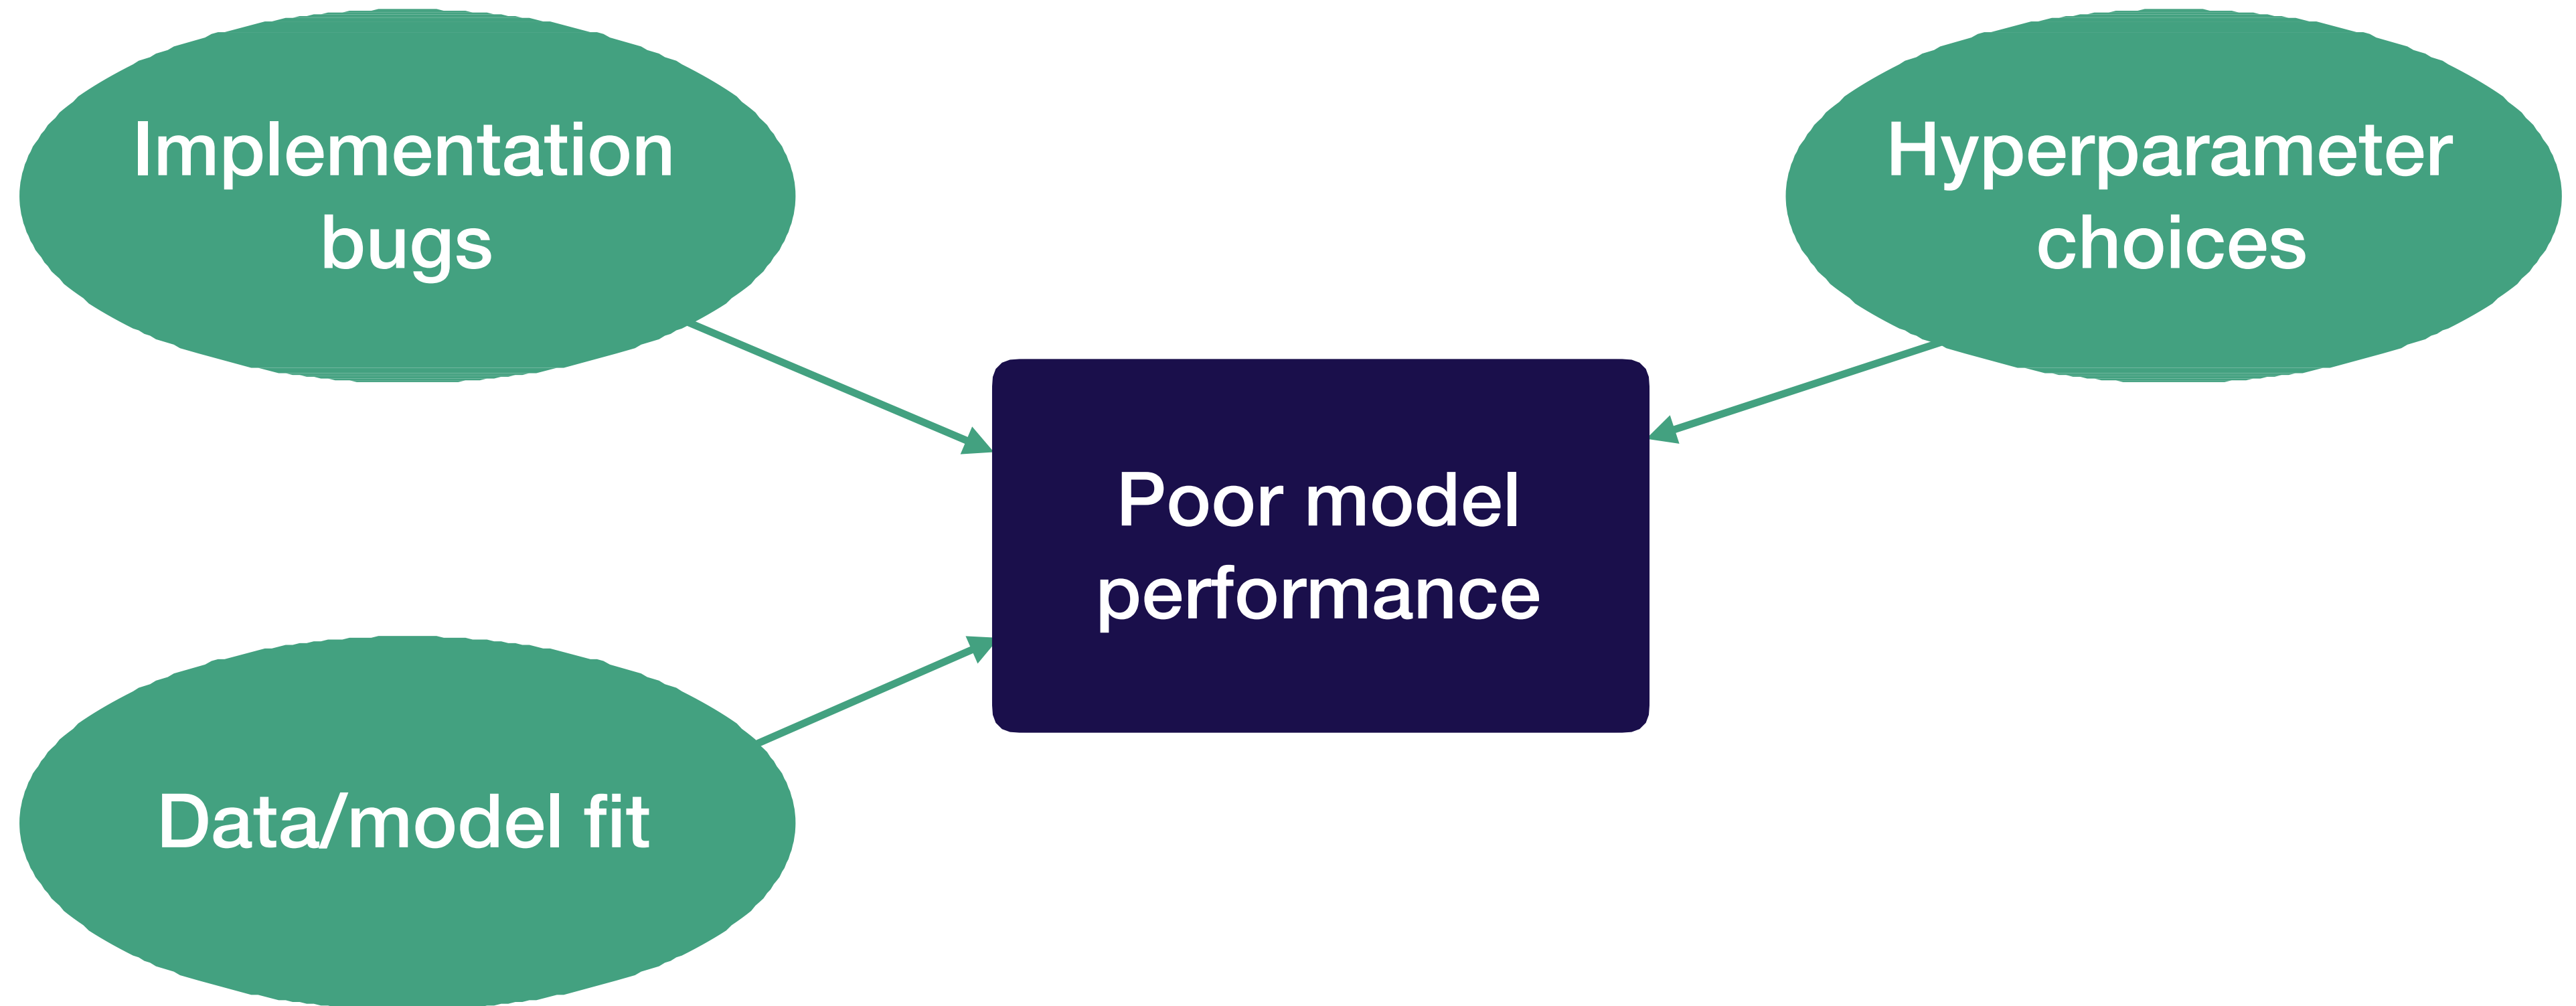 Implementation
bugs
Hyperparameter
choices
Poor model
performance
Data/model fit